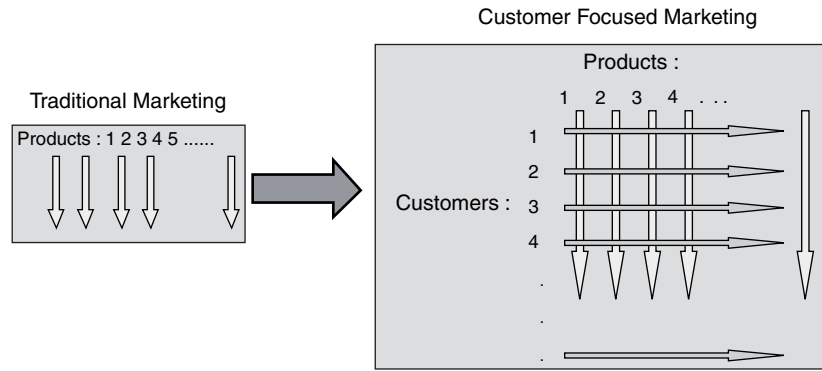 Customer Focused Marketing
Traditional Marketing
Products : 1 2 3 4 5 ......
Products :
1 2 3 4 . . .
1
2
Customers : 3
4
.
.
.